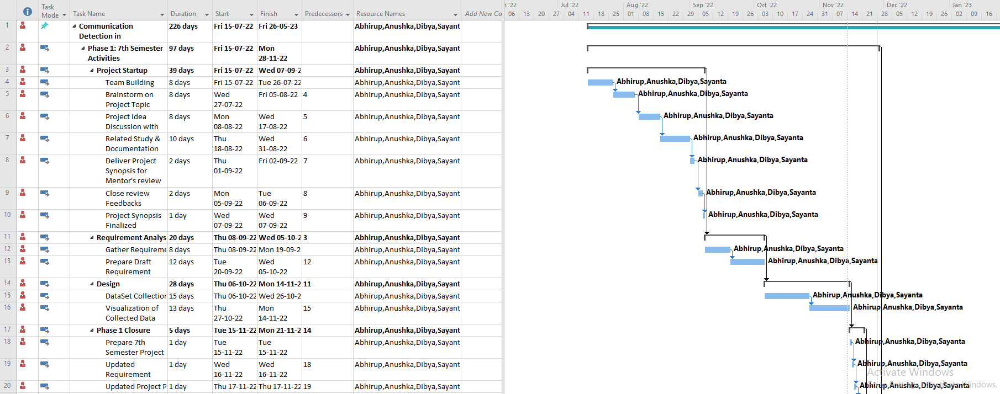 Task Mode Task Name Duration Start Finish Predecessors Resource Names Add New Co
1 Communication Detection in 226 days Fri 15-07-22 Fri 26-05-23 Abhirup,Anushka,Dibya,Sayant
2 Phase 1: 7th Semester Activities 97 days Fri 15-07-22 Mon 28-11-22 Abhirup,Anushka,Dibya,Sayant
3 Project Startup 39 days Fri 15-07-22 Wed 07-09-2 Abhirup,Anushka,Dibya,Sayant
4 Team Building 8 days Fri 15-07-22 Tue 26-07-22 Abhirup,Anushka,Dibya,Sayant
5 Brainstorm on Project Topic 8 days Wed 27-07-22 Fri 05-08-22 4 Abhirup,Anushka,Dibya,Sayant
6 Project Idea Discussion with 8 days Mon 08-08-22 Wed 17-08-22 5 Abhirup,Anushka,Dibya,Sayant
7 Related Study & Documentation 10 days Thu 18-08-22 Wed 31-08-22 6 Abhirup,Anushka,Dibya,Sayant
8 Deliver Project Synopsis for Mentor's review 2 days Thu 01-09-22 Fri 02-09-22 7 Abhirup,Anushka,Dibya,Sayant
9 Close review Feedbacks 2 days Mon 05-09-22 Tue 06-09-22 8 Abhirup,Anushka,Dibya,Sayant
10 Project Synopsis Finalized 1 day Wed 07-09-22 Wed 07-09-22 9 Abhirup,Anushka,Dibya,Sayant
11 Requirement Analys 20 days Thu 08-09-22 Wed 05-10-2 3 Abhirup,Anushka,Dibya,Sayant
12 Gather Requireme 8 days Thu 08-09-22 Mon 19-09-2 Abhirup,Anushka,Dibya,Sayant
13 Prepare Draft Requirement 12 days Tue 20-09-22 Wed 05-10-22 12 Abhirup,Anushka,Dibya,Sayant
14 Design 28 days Thu 06-10-22 Mon 14-11-2 11 Abhirup,Anushka,Dibya,Sayant
15 DataSet Collection 15 days Thu 06-10-22 Wed 26-10-2 Abhirup,Anushka,Dibya,Sayant
16 Visualization of Collected Data 13 days Thu 27-10-22 Mon 14-11-22 15 Abhirup,Anushka,Dibya,Sayant
17 Phase 1 Closure 5 days Tue 15-11-22 Mon 21-11-2 14 Abhirup,Anushka,Dibya,Sayant
18 Prepare 7th Semester Project 1 day Tue 15-11-22 Tue 15-11-22 Abhirup,Anushka,Dibya,Sayant
19 Updated Requirement 1 day Wed 16-11-22 Wed 16-11-22 18 Abhirup,Anushka,Dibya,Sayant
20 Updated Project P 1 day Thu 17-11-22 Thu 17-11-22 19 Abhirup,Anushka,Dibya,Sayant
n '22 Jul '22 Aug '22 Sep '22 Oct '22 Nov '22 Dec '22 Jan '23
06 13 20 27 04 11 18 25 01 08 15 22 29 05 12 19 26 03 10 17 24 31 07 14 21 28 05 12 19 26 02 09 16
Abhirup,Anushka,Dibya,Sayanta
Abhirup,Anushka,Dibya,Sayanta
Abhirup,Anushka,Dibya,Sayanta
Abhirup,Anushka,Dibya,Sayanta
Abhirup,Anushka,Dibya,Sayanta
Abhirup,Anushka,Dibya,Sayanta
Abhirup,Anushka,Dibya,Sayanta
Abhirup,Anushka,Dibya,Sayanta
Abhirup,Anushka,Dibya,Sayanta
Abhirup,Anushka,Dibya,Sayanta
Abhirup,Anushka,Dibya,Sayanta
Abhirup,Anushka,Dibya,Sayanta
Abhirup,Anushka,Dibya,Sayanta
Activate Windows
Abhirup,Anushka,Dibya,Sayanta
Go to Settings to activate Windows.